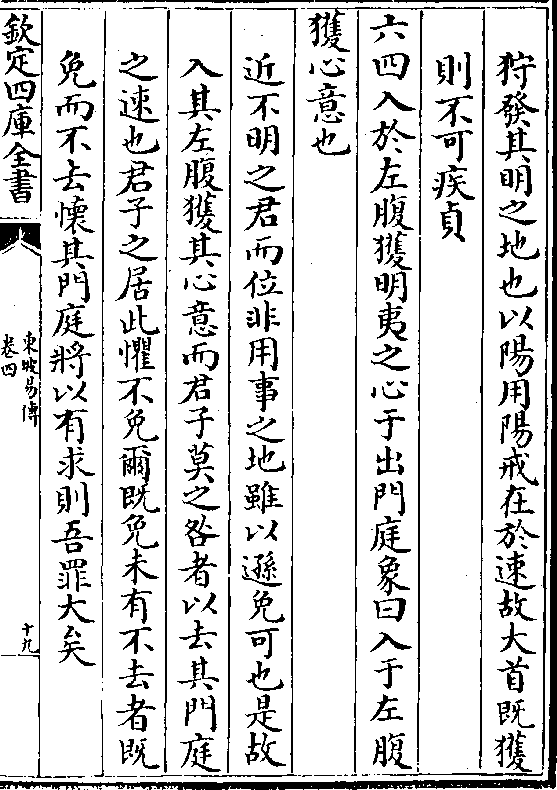 狩發其明之地也以陽用陽戒在於速故大首既獲
則不可疾貞
六四入於左腹獲明夷之心于出門庭象曰入于左腹
獲心意也
近不明之君而位非用事之地雖以遜免可也是故
入其左腹獲其心意而君子莫之咎者以去其門庭
之速也君子之居此懼不免爾既免未有不去者既
免而不去懷其門庭將以有求則吾罪大矣
欽定四庫全書
東坡易傳
卷四
十九